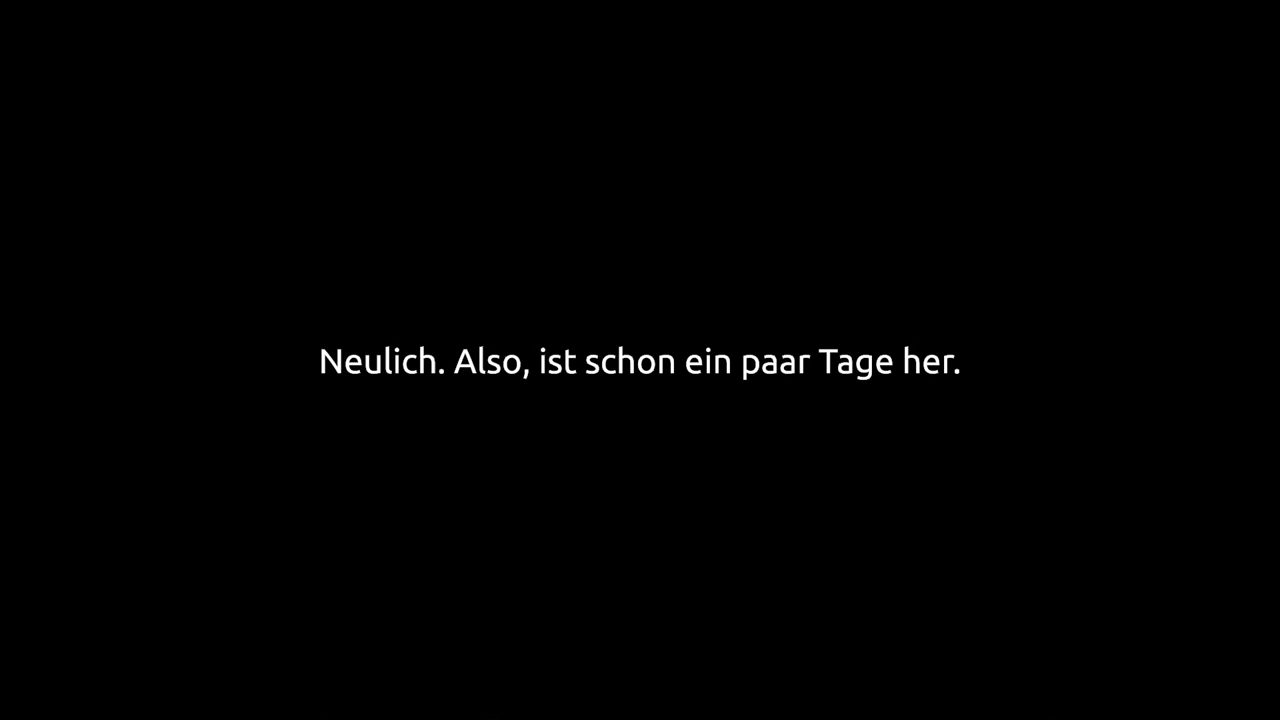 Neulich. Also, ist schon ein paar Tage her.